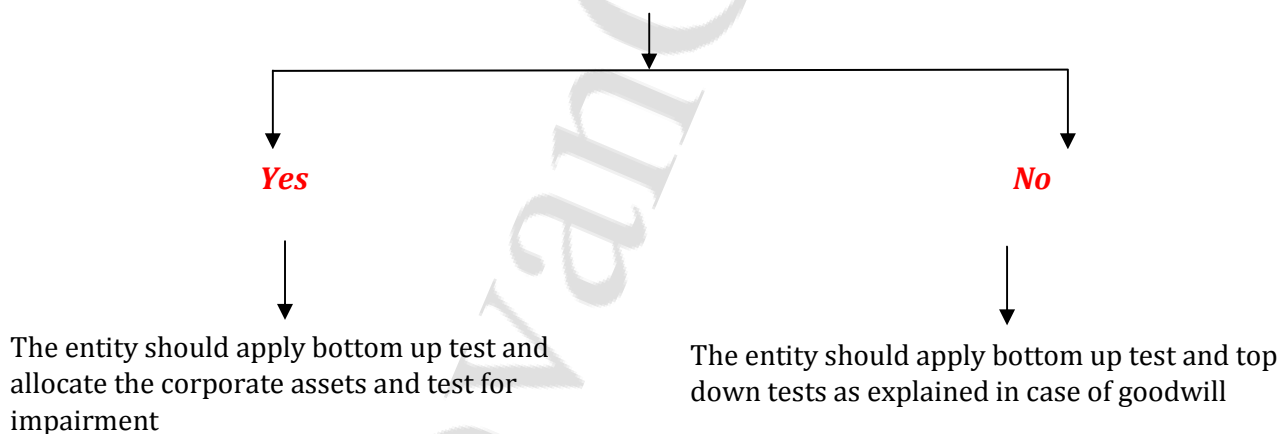 Yes
No
The entity should apply bottom up test and
allocate the corporate assets and test for
impairment
The entity should apply bottom up test and top
down tests as explained in case of goodwill